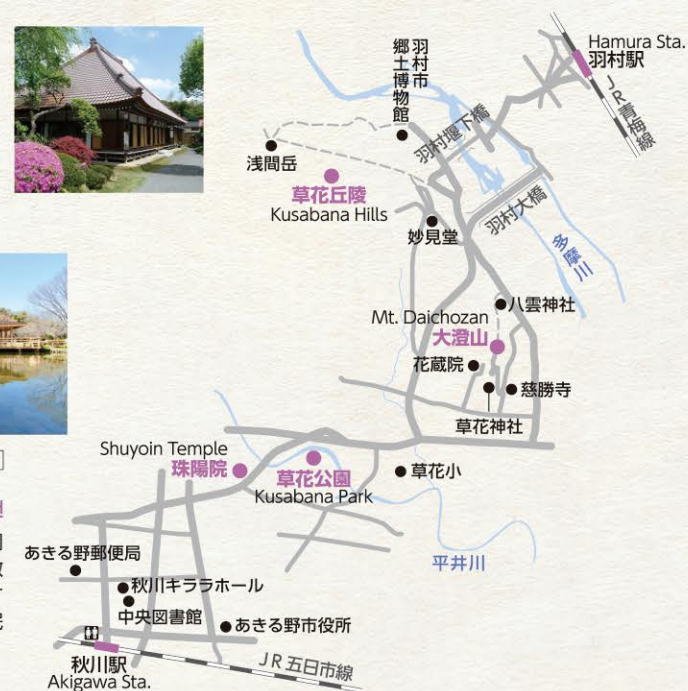 Hamura Sta.
羽村駅
JR青梅線
羽村市
郷土博物館
羽村堰下橋
浅間岳
草花丘陵
Kusabana Hills
羽村大橋
妙見堂
多摩川
八雲神社
Mt. Daichozan
大澄山
花蔵院
慈勝寺
草花神社
Shuyoin Temple
珠陽院
草花公園
Kusabana Park
草花小
平井川
あきる野郵便局
秋川キララホール
中央図書館
あきる野市役所
秋川駅
Akigawa Sta.
JR五日市線